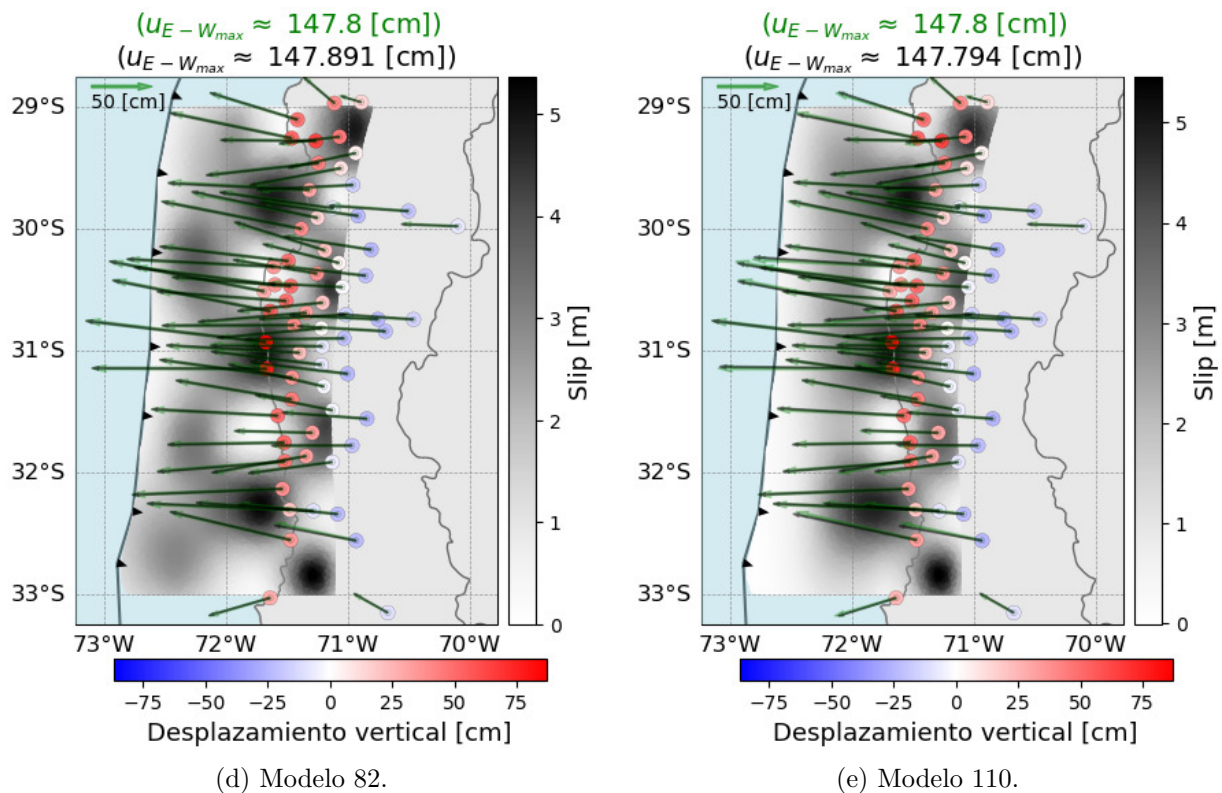 (u_{E−W_{max}} ≈ 147.8 [cm])
(u_{E−W_{max}} ≈ 147.891 [cm])
50 [cm]
29°S
30°S
31°S
32°S
33°S
73°W 72°W 71°W 70°W
5
4
3
2
1
0
Slip [m]
−75 −50 −25 0 25 50 75
Desplazamiento vertical [cm]
(d) Modelo 82.
(u_{E−W_{max}} ≈ 147.8 [cm])
(u_{E−W_{max}} ≈ 147.794 [cm])
50 [cm]
29°S
30°S
31°S
32°S
33°S
73°W 72°W 71°W 70°W
5
4
3
2
1
0
Slip [m]
−75 −50 −25 0 25 50 75
Desplazamiento vertical [cm]
(e) Modelo 110.